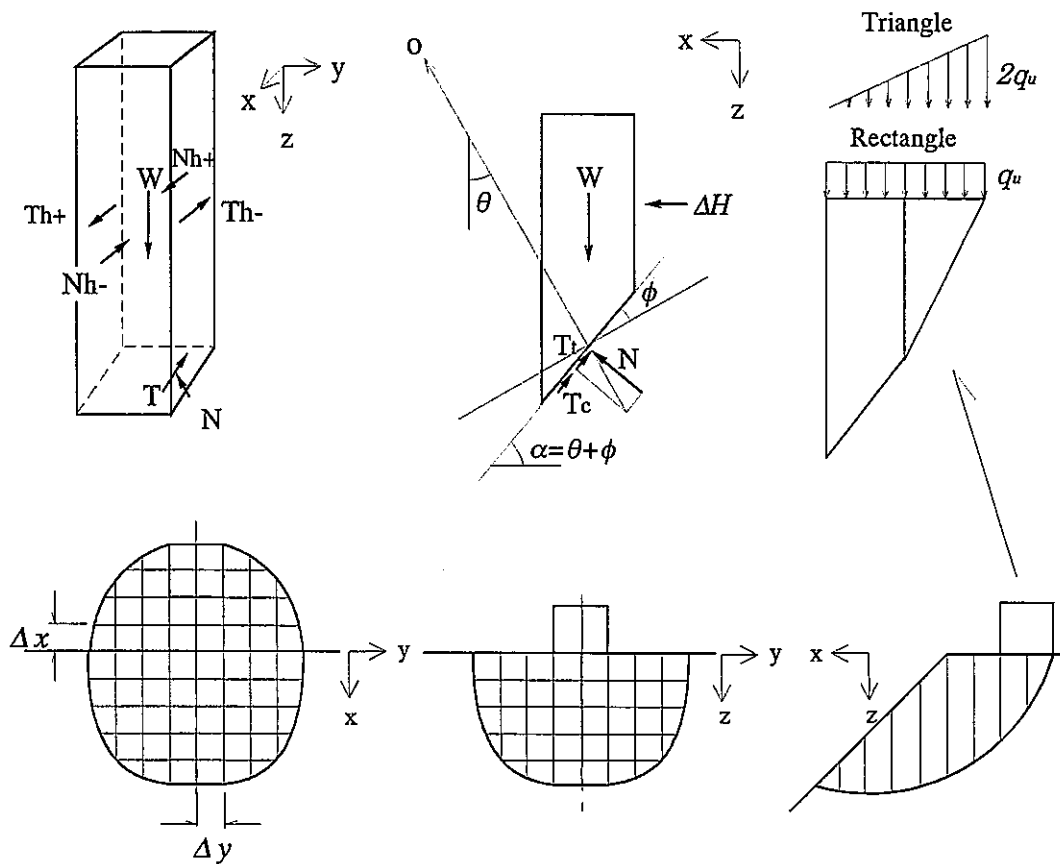 x
y
z
W
Nh+
Th+
Th-
Nh-
T
N
O
x
z
θ
W
ΔH
ϕ
Tt
N
Tc
α=θ+ϕ
Triangle
2qu
Rectangle
qu
Δx
y
x
Δy
y
z
x
z